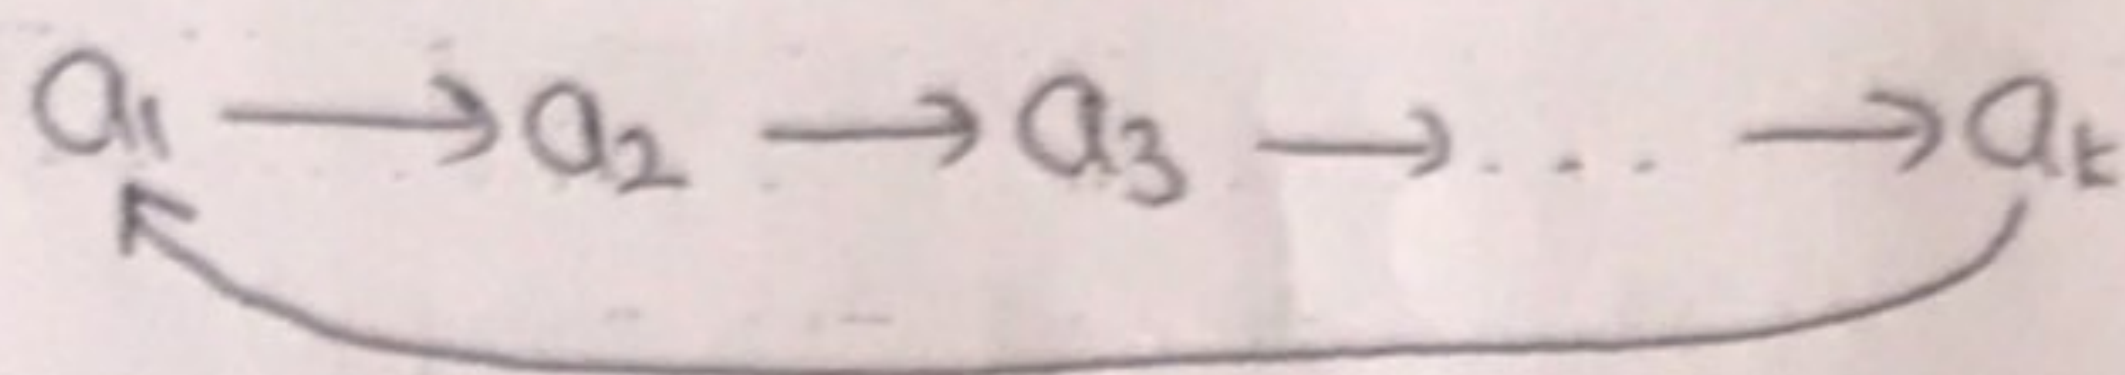 a₁ → a₂ → a₃ → .... → aₖ